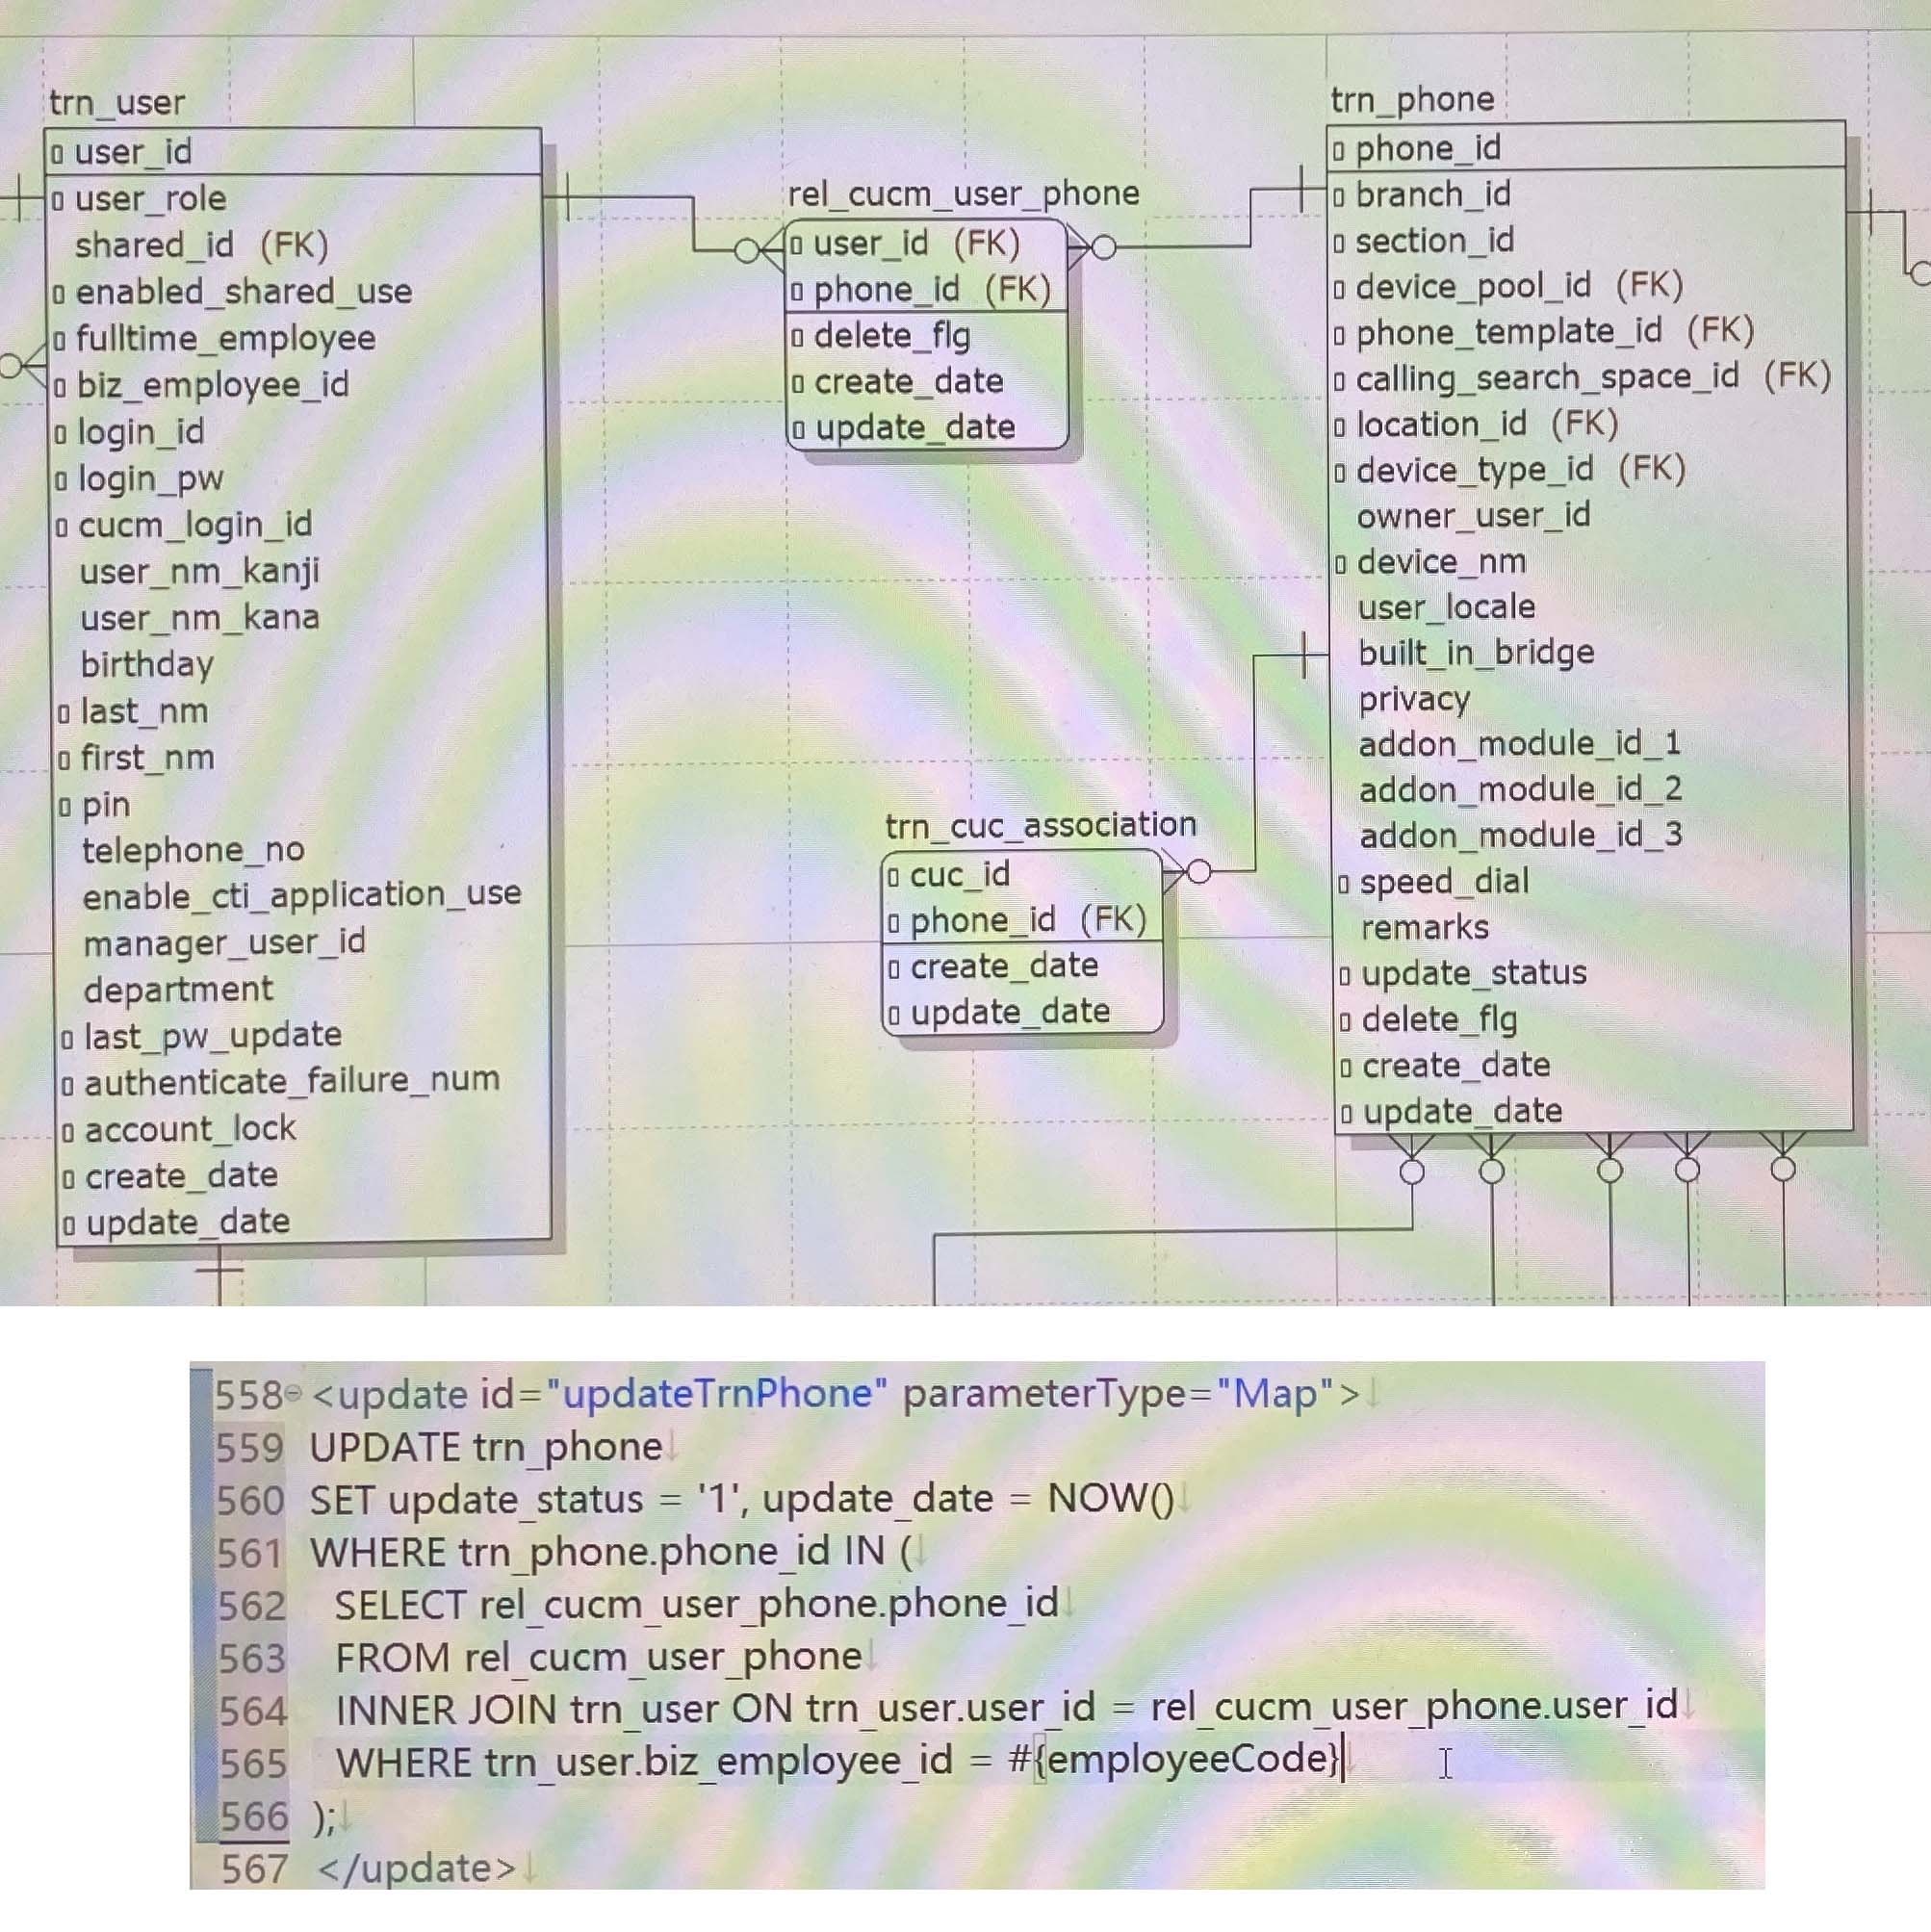 trn_user
user_id
user_role
shared_id (FK)
enabled_shared_use
fulltime_employee
biz_employee_id
login_id
login_pw
cucm_login_id
user_nm_kanji
user_nm_kana
birthday
last_nm
first_nm
pin
telephone_no
enable_cti_application_use
manager_user_id
department
last_pw_update
authenticate_failure_num
account_lock
create_date
update_date
rel_cucm_user_phone
user_id (FK)
phone_id (FK)
delete_flg
create_date
update_date
trn_cuc_association
cuc_id
phone_id (FK)
create_date
update_date
trn_phone
phone_id
branch_id
section_id
device_pool_id (FK)
phone_template_id (FK)
calling_search_space_id (FK)
location_id (FK)
device_type_id (FK)
owner_user_id
device_nm
user_locale
built_in_bridge
privacy
addon_module_id_1
addon_module_id_2
addon_module_id_3
speed_dial
remarks
update_status
delete_flg
create_date
update_date
558 <update id="updateTrnPhone" parameterType="Map">
559 UPDATE trn_phone
560 SET update_status = '1', update_date = NOW()
561 WHERE trn_phone.phone_id IN (
562 SELECT rel_cucm_user_phone.phone_id
563 FROM rel_cucm_user_phone
564 INNER JOIN trn_user ON trn_user.user_id = rel_cucm_user_phone.user_id
565 WHERE trn_user.biz_employee_id = #{employeeCode}
566 );
567 </update>